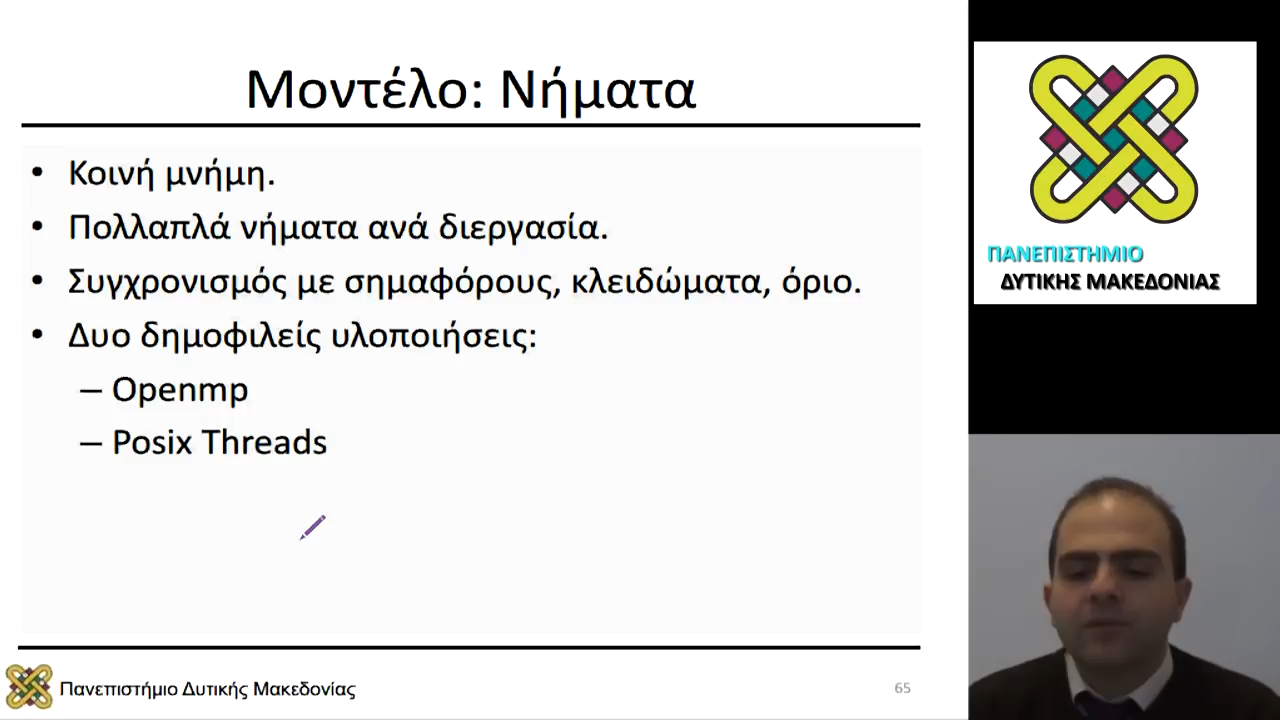 Μοντέλο: Νήματα
• Κοινή μνήμη.
• Πολλαπλά νήματα ανά διεργασία.
• Συγχρονισμός με σημαφόρους, κλειδώματα, όριο.
• Δυο δημοφιλείς υλοποιήσεις:
– Openmp
– Posix Threads
Πανεπιστήμιο Δυτικής Μακεδονίας
65
ΠΑΝΕΠΙΣΤΗΜΙΟ
ΔΥΤΙΚΗΣ ΜΑΚΕΔΟΝΙΑΣ